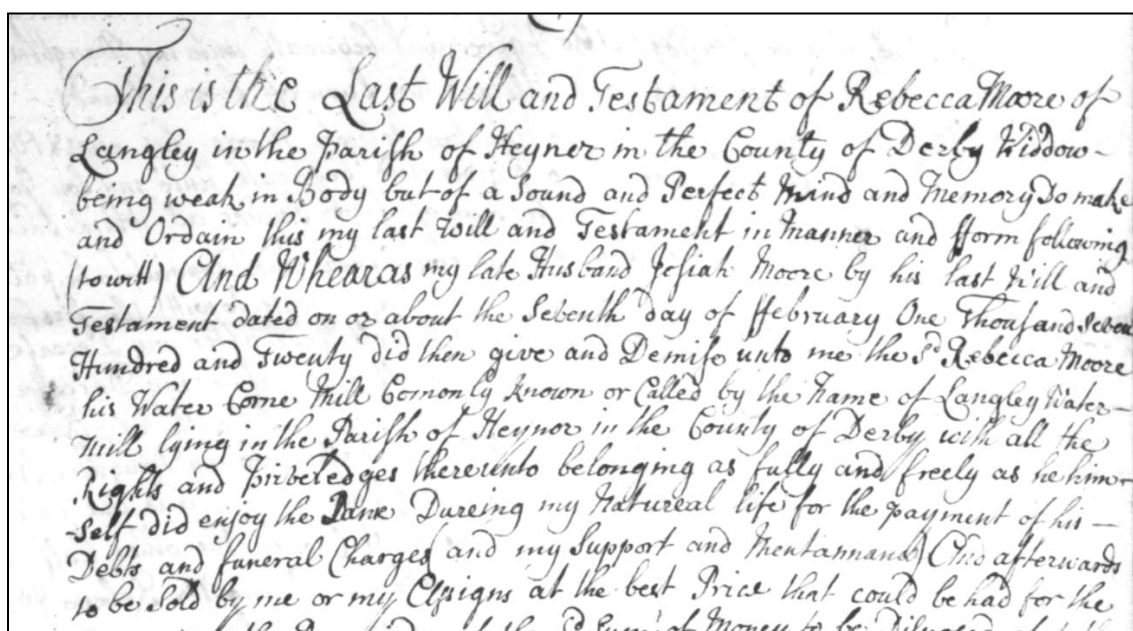 This is the Last Will and Testament of Rebecca Moore of
Langley in the Parish of Heyner in the County of Derby Widdow -
being weak in Body but of a Sound and Perfect Mind and Memory Do make
and Ordain this my last Will and Testament in Manner and fform following
(to witt) And Whearas my late Husband Josiah Moore by his last Will and
Testament dated on or about the Seventh day of ffebruary One Thousand Seven
Hundred and Twenty did then give and Demise unto me the Sd Rebecca Moore
his Water Corne Mill Comonly known or Called by the Name of Langley Water -
Mill lying in the Parish of Heynor in the County of Derby with all the
Rights and Priveledges thereunto belonging as fully and freely as he him -
Self did enjoy the Same Dureing my Natureal life for the payment of his -
Debts and funeral Charges (and my Support and Mentannana) And afterwards
to be Sold by me or my Assigns at the best Price that could be had for the
Sume of Money to be Disposed of